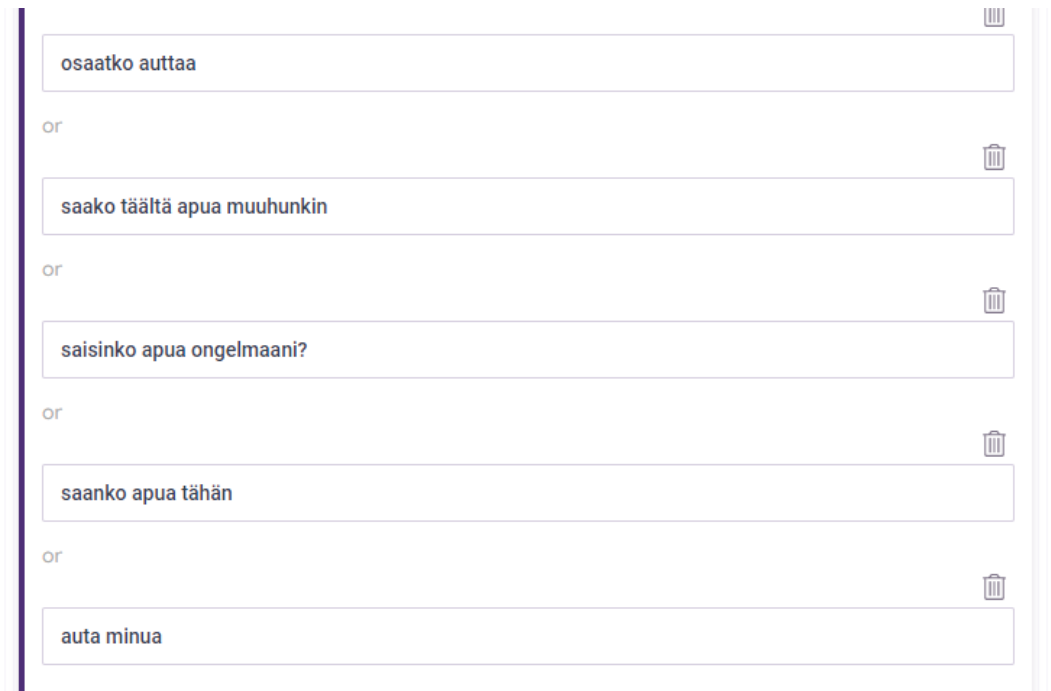 osaatko auttaa
or
saako täältä apua muuhunkin
or
saisinko apua ongelmaani?
or
saanko apua tähän
or
auta minua